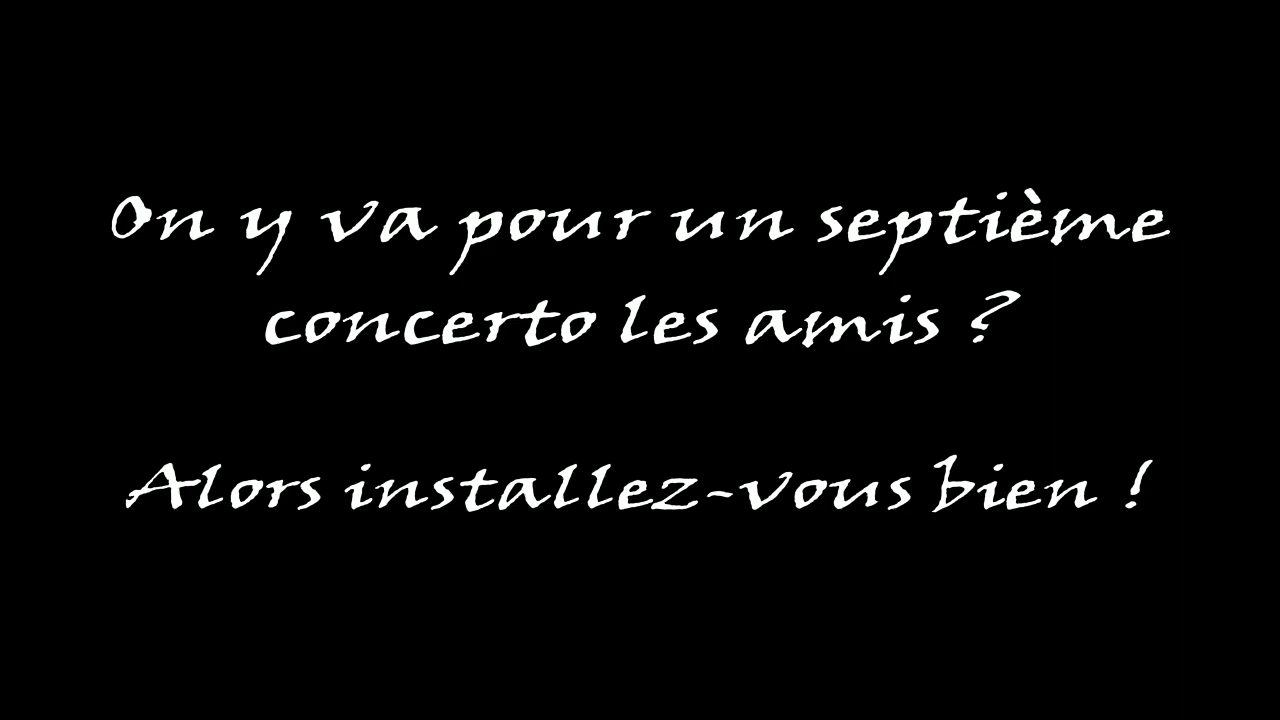 On y va pour un septième
concerto les amis ?
Alors installez-vous bien !